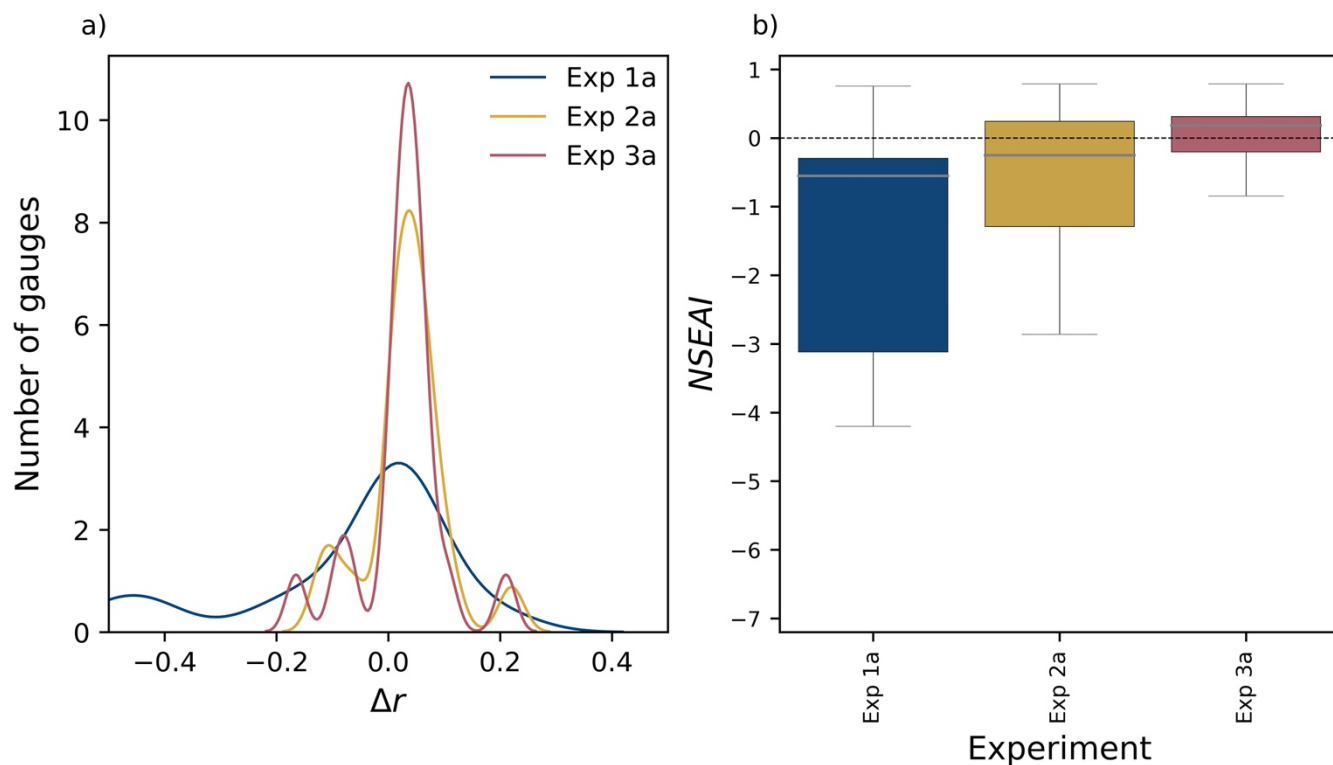 a)
Number of gauges
10
8
6
4
2
0
−0.4
−0.2
0.0
0.2
0.4
Δr
Exp 1a
Exp 2a
Exp 3a
b)
NSEAI
1
0
−1
−2
−3
−4
−5
−6
−7
Exp 1a
Exp 2a
Exp 3a
Experiment